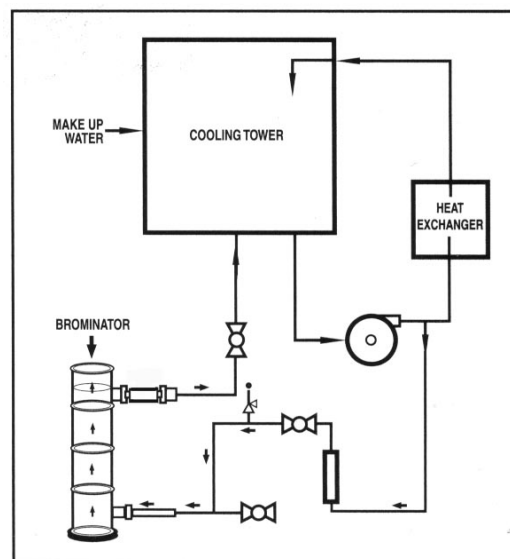 MAKE UP
WATER
COOLING TOWER
HEAT
EXCHANGER
BROMINATOR